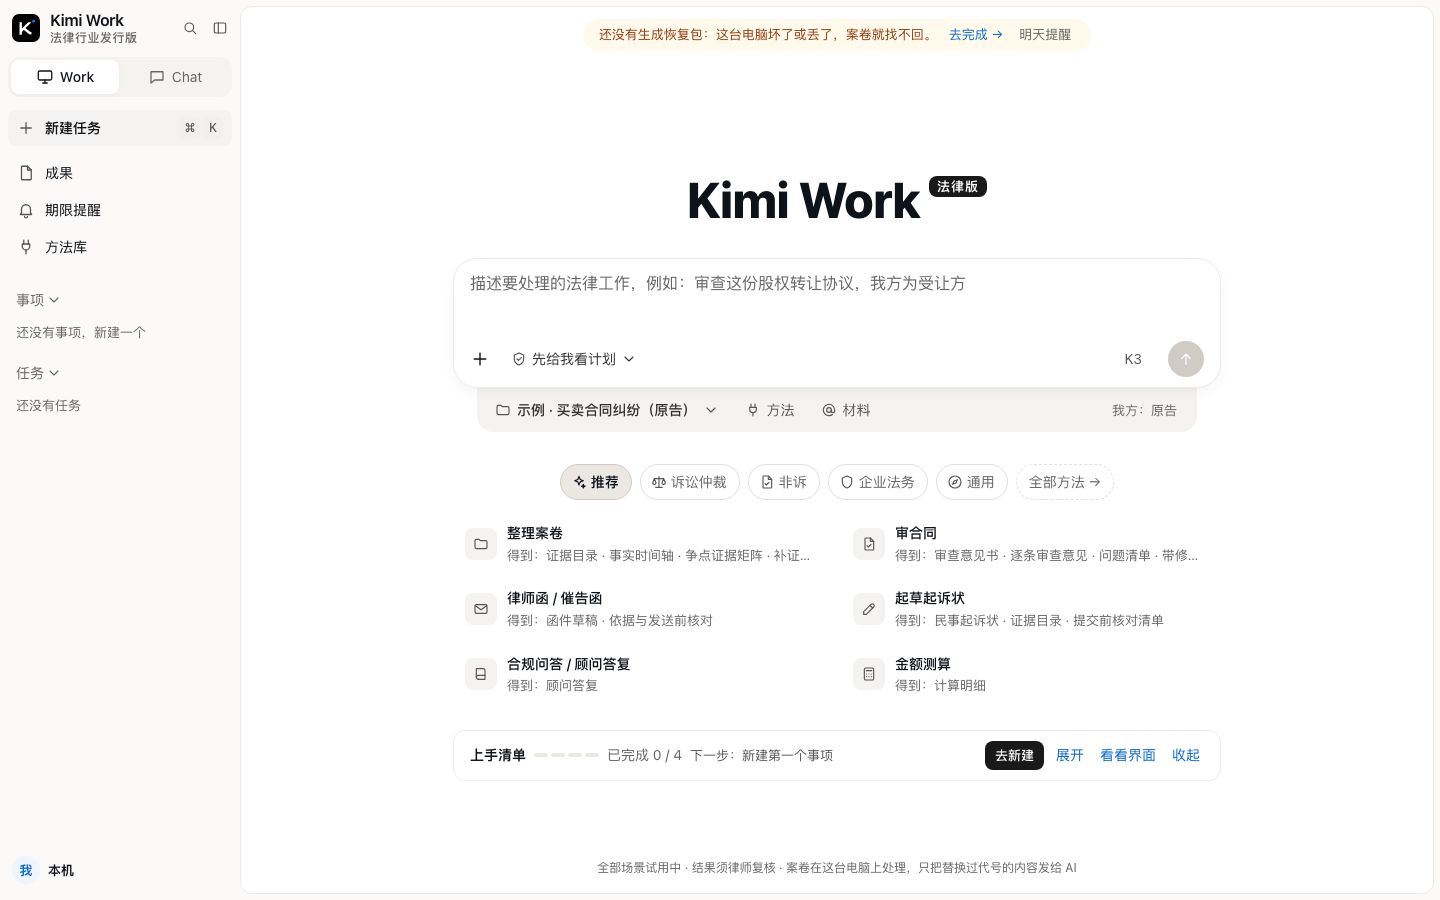 Kimi Work
法律行业发行版
Work
Chat
新建任务
⌘ K
成果
期限提醒
方法库
事项
还没有事项，新建一个
任务
还没有任务
我 本机
还没有生成恢复包：这台电脑坏了或丢了，案卷就找不回。 去完成 → 明天提醒
Kimi Work 法律版
描述要处理的法律工作，例如：审查这份股权转让协议，我方为受让方
先给我看计划
K3
示例 · 买卖合同纠纷（原告）
方法
材料
我方：原告
推荐
诉讼仲裁
非诉
企业法务
通用
全部方法 →
整理案卷
得到：证据目录 · 事实时间轴 · 争点证据矩阵 · 补证...
审合同
得到：审查意见书 · 逐条审查意见 · 问题清单 · 带修...
律师函 / 催告函
得到：函件草稿 · 依据与发送前核对
起草起诉状
得到：民事起诉状 · 证据目录 · 提交前核对清单
合规问答 / 顾问答复
得到：顾问答复
金额测算
得到：计算明细
上手清单 已完成 0 / 4 下一步：新建第一个事项
去新建 展开 看看界面 收起
全部场景试用中 · 结果须律师复核 · 案卷在这台电脑上处理，只把替换过代号的内容发给 AI